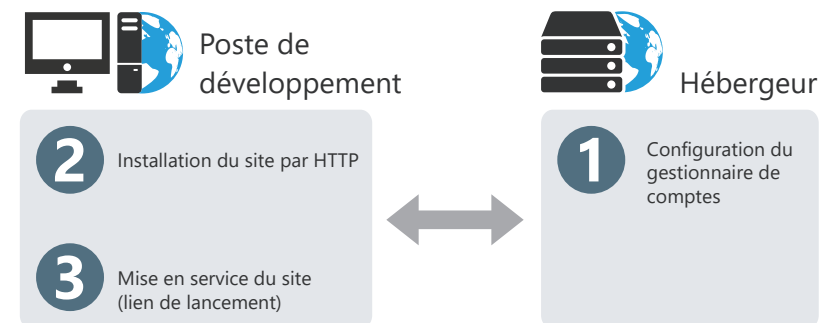 Poste de
développement
2
Installation du site par HTTP
3
Mise en service du site
(lien de lancement)
Hébergeur
1
Configuration du
gestionnaire de
comptes